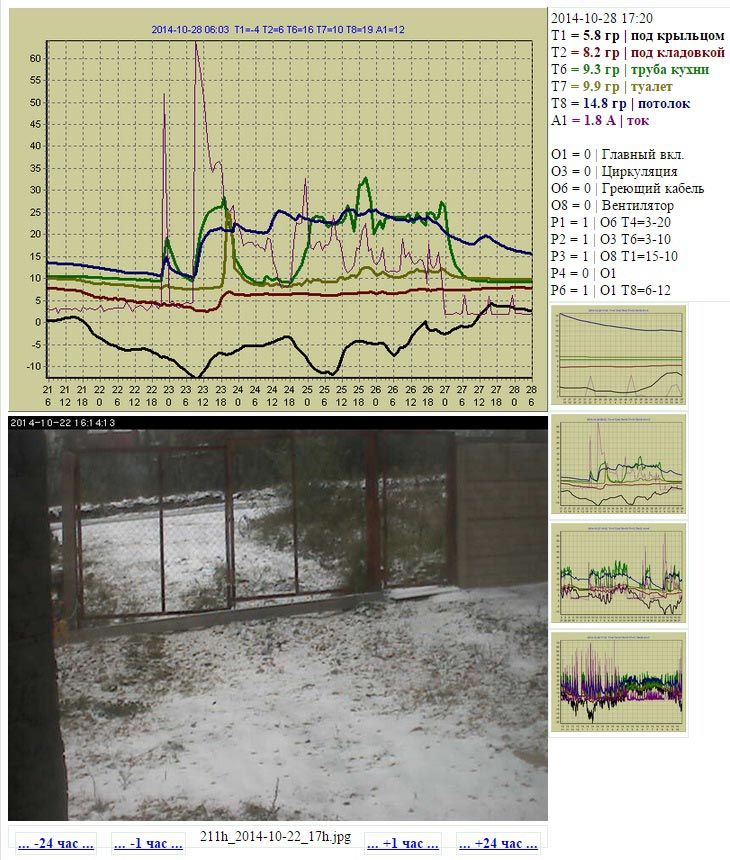 2014-10-28 06:03 T1=-4 T2=6 T6=16 T7=10 T8=19 A1=12
60
55
50
45
40
35
30
25
20
15
10
5
0
-5
-10
21 21 21 22 22 22 22 23 23 23 23 24 24 24 24 25 25 25 25 26 26 26 26 27 27 27 27 28 28
6 12 18 0 6 12 18 0 6 12 18 0 6 12 18 0 6 12 18 0 6 12 18 0 6 12 18 0 6
2014-10-28 17:20
T1 = 5.8 гр | под крыльцом
T2 = 8.2 гр | под кладовкой
T6 = 9.3 гр | труба кухни
T7 = 9.9 гр | туалет
T8 = 14.8 гр | потолок
A1 = 1.8 А | ток
O1 = 0 | Главный вкл.
O3 = 0 | Циркуляция
O6 = 0 | Греющий кабель
O8 = 0 | Вентилятор
P1 = 1 | O6 T4=3-20
P2 = 1 | O3 T6=3-10
P3 = 1 | O8 T1=15-10
P4 = 0 | O1
P6 = 1 | O1 T8=6-12
2014-10-22 16:14:13
... -24 час ...
... -1 час ...
211h_2014-10-22_17h.jpg
... +1 час ...
... +24 час ...